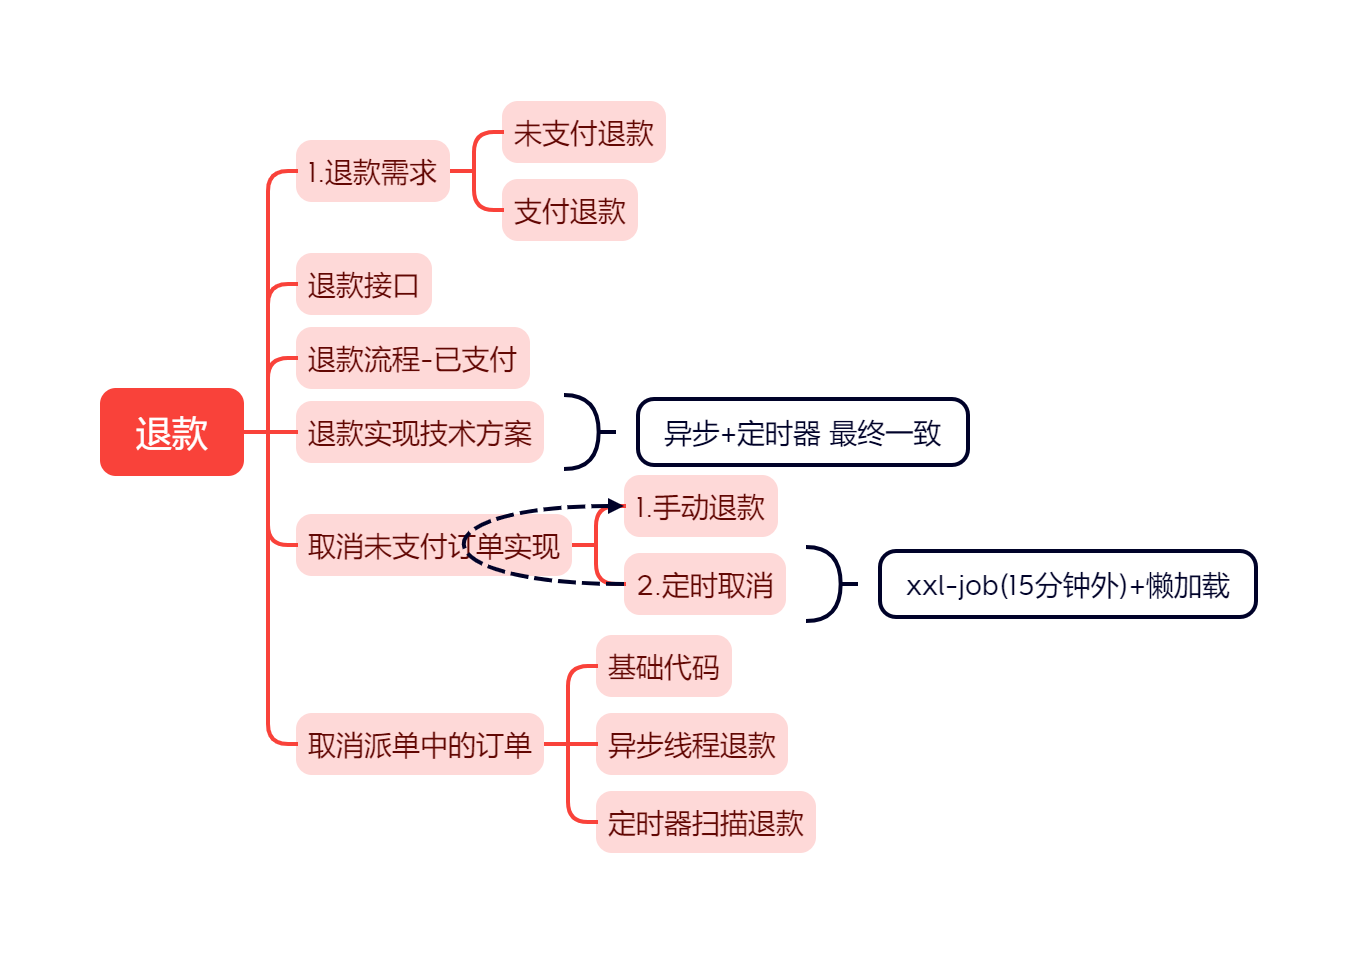 退款
1.退款需求
未支付退款
支付退款
退款接口
退款流程-已支付
退款实现技术方案
异步+定时器 最终一致
取消未支付订单实现
1.手动退款
2.定时取消
xxl-job(15分钟外)+懒加载
取消派单中的订单
基础代码
异步线程退款
定时器扫描退款